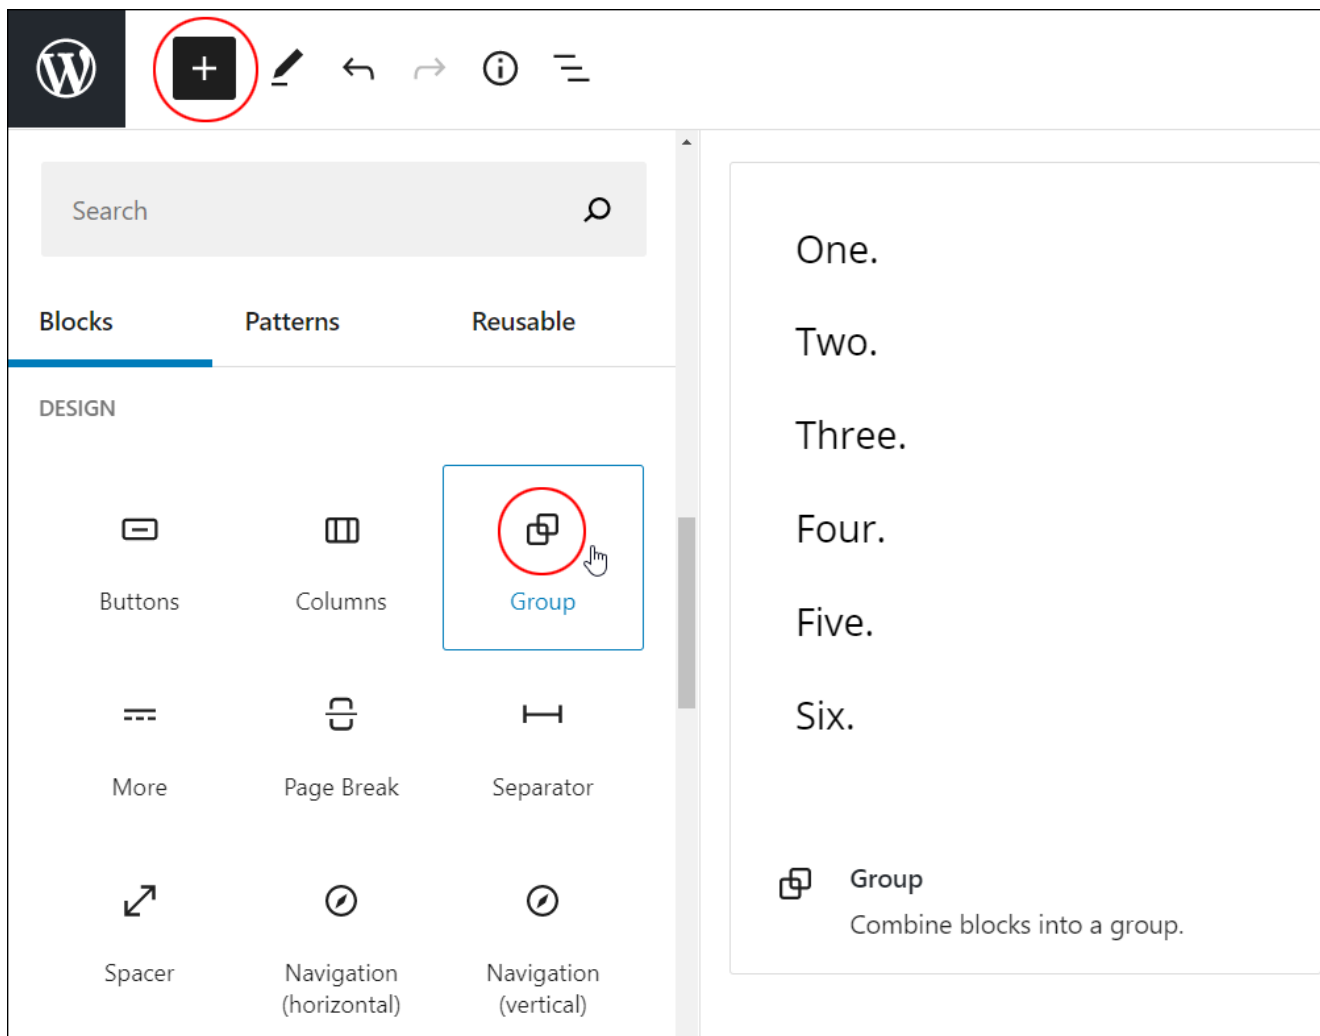 Search
Blocks Patterns Reusable
DESIGN
Buttons Columns Group
More Page Break Separator
Spacer Navigation (horizontal) Navigation (vertical)
One.
Two.
Three.
Four.
Five.
Six.
Group
Combine blocks into a group.